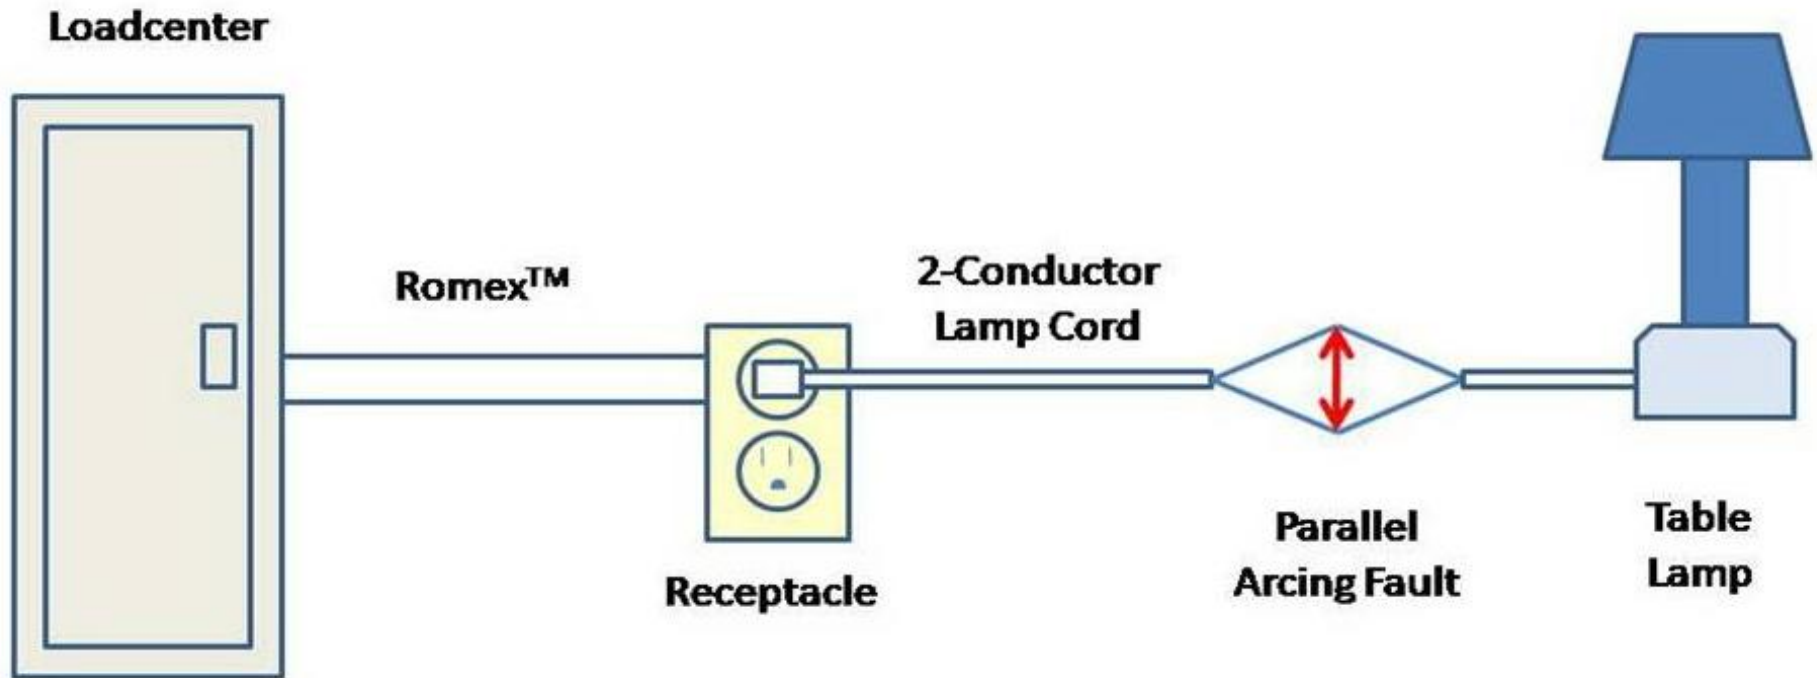 Loadcenter
Romex™
2-Conductor
Lamp Cord
Receptacle
Parallel
Arcing Fault
Table
Lamp